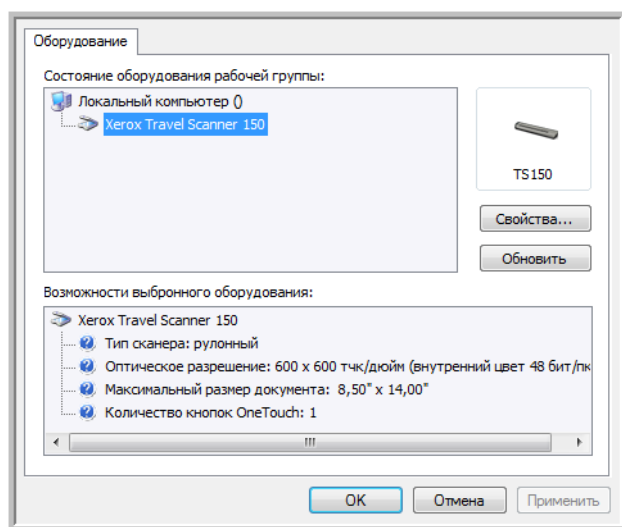 Оборудование
Состояние оборудования рабочей группы:
Локальный компьютер ()
Xerox Travel Scanner 150
TS150
Свойства...
Обновить
Возможности выбронного оборудования:
Xerox Travel Scanner 150
Тип сканера: рулонный
Оптическое разрешение: 600 x 600 тчк/дюйм (внутренний цвет 48 бит/пк
Максимальный размер документа: 8,50" x 14,00"
Количество кнопок OneTouch: 1
OK
Отмена
Применить